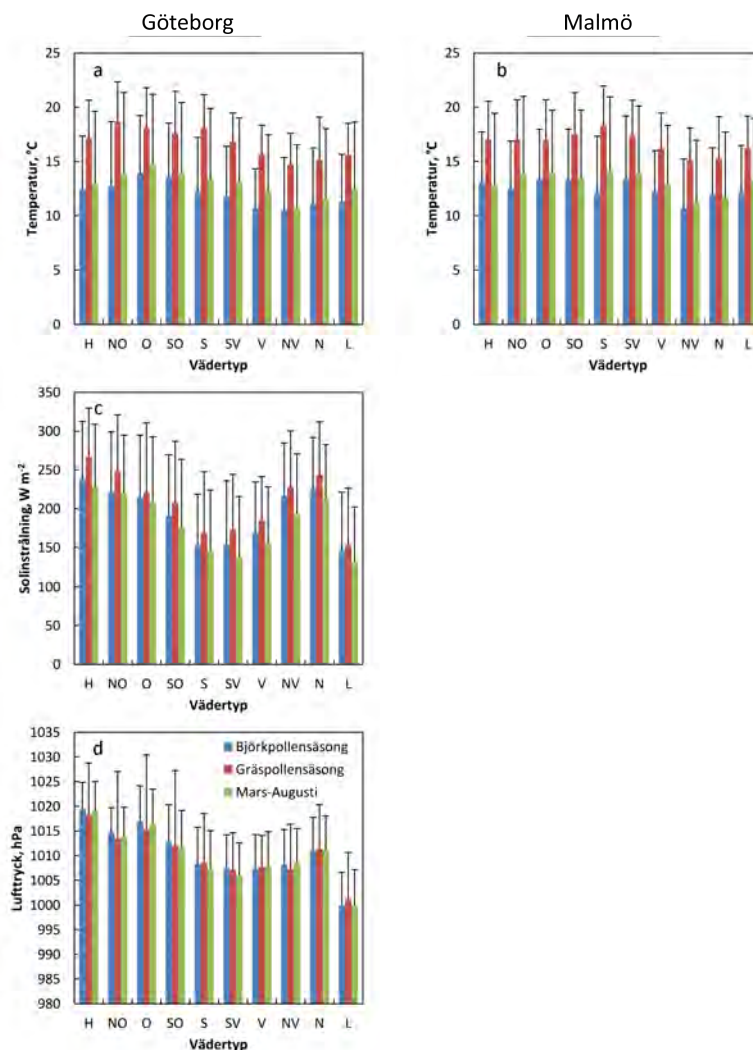 Göteborg
Malmö
a
Temperatur, °C
25
20
15
10
5
0
H NO O SO S SV V NV N L
Vädertyp
b
Temperatur, °C
25
20
15
10
5
0
H NO O SO S SV V NV N L
Vädertyp
c
Solinstrålning, W m⁻²
350
300
250
200
150
100
50
0
H NO O SO S SV V NV N L
Vädertyp
d
Björkpollensäsong
Gräspollensäsong
Mars-Augusti
Lufttryck, hPa
1035
1030
1025
1020
1015
1010
1005
1000
995
990
985
980
H NO O SO S SV V NV N L
Vädertyp